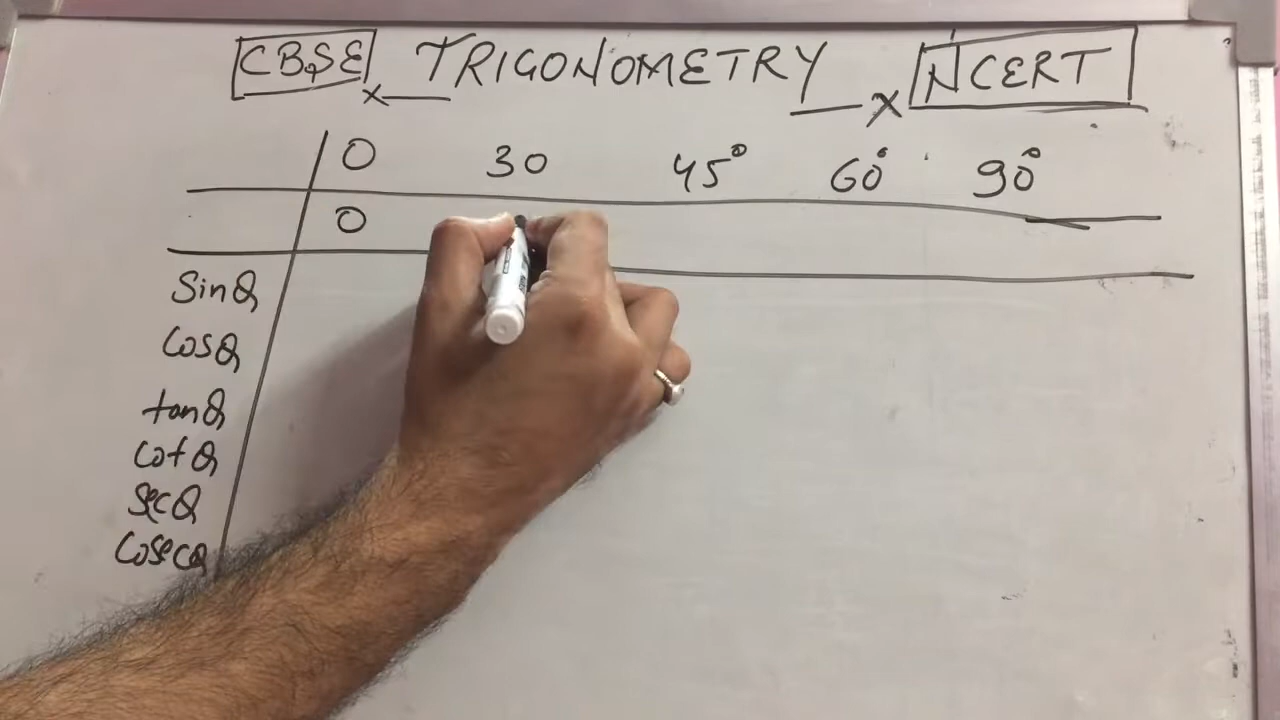 CBSE TRIGONOMETRY NCERT
0 30 45° 60° 90°
0
Sinθ
Cosθ
tanθ
Cotθ
Secθ
Cosecθ